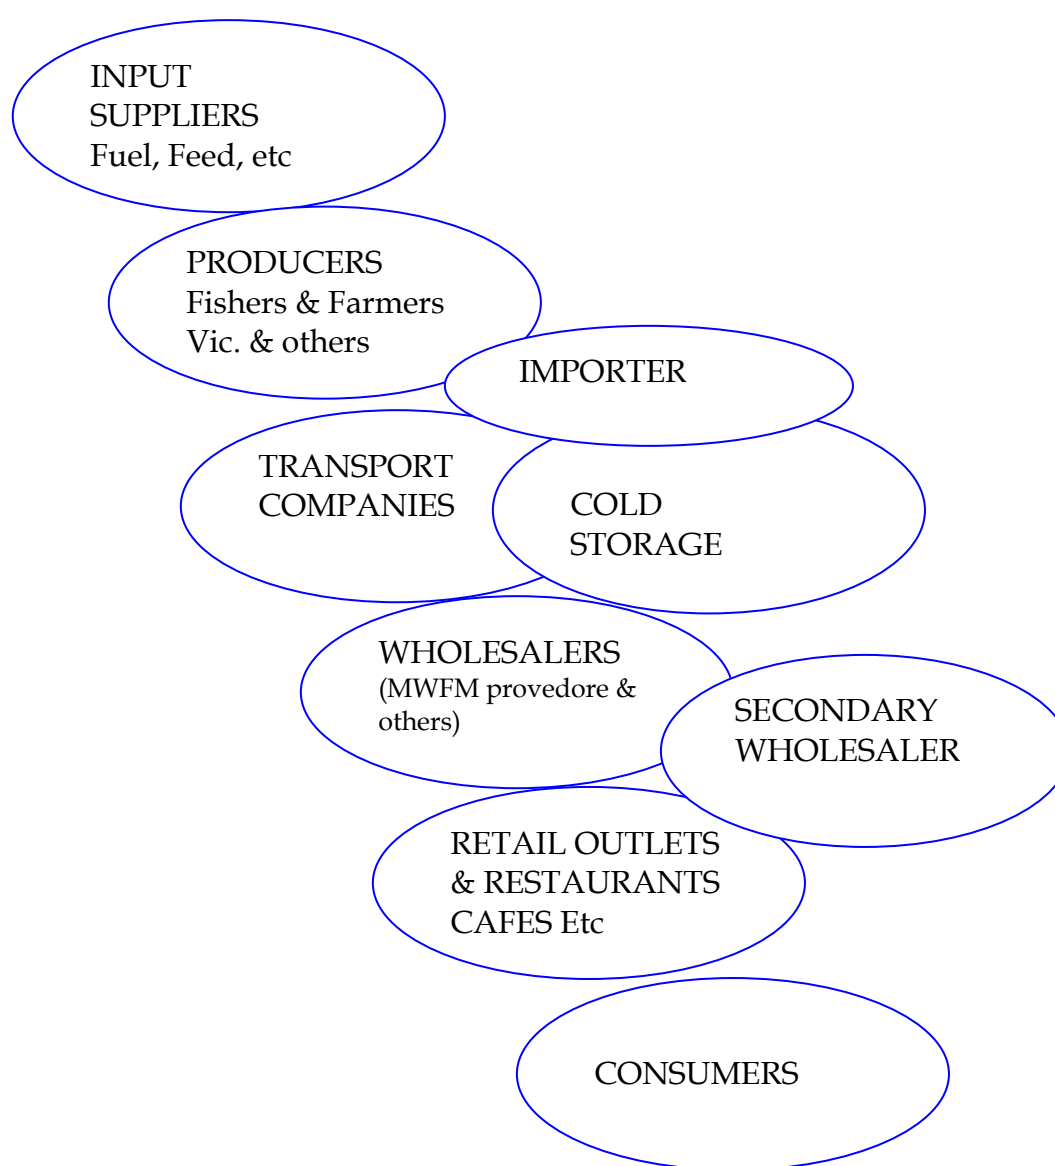 INPUT
SUPPLIERS
Fuel, Feed, etc
PRODUCERS
Fishers & Farmers
Vic. & others
IMPORTER
TRANSPORT
COMPANIES
COLD
STORAGE
WHOLESALERS
(MWFM provedore &
others)
SECONDARY
WHOLESALER
RETAIL OUTLETS
& RESTAURANTS
CAFES Etc
CONSUMERS